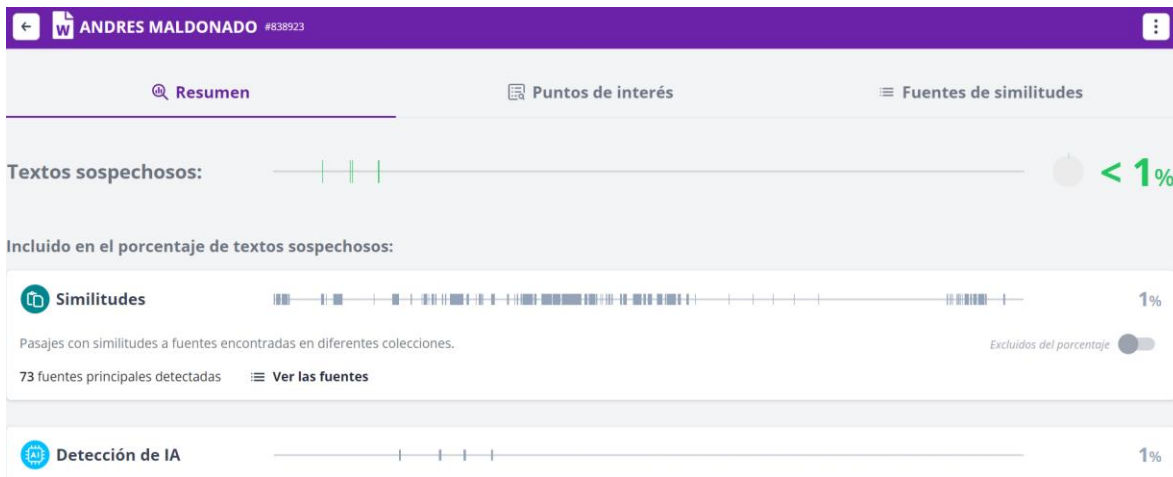 ANDRES MALDONADO #838923
Resumen
Puntos de interés
Fuentes de similitudes
Textos sospechosos:
< 1%
Incluido en el porcentaje de textos sospechosos:
Similitudes
1%
Pasajes con similitudes a fuentes encontradas en diferentes colecciones.
Excluidos del porcentaje
73 fuentes principales detectadas
Ver las fuentes
AI
Detección de IA
1%